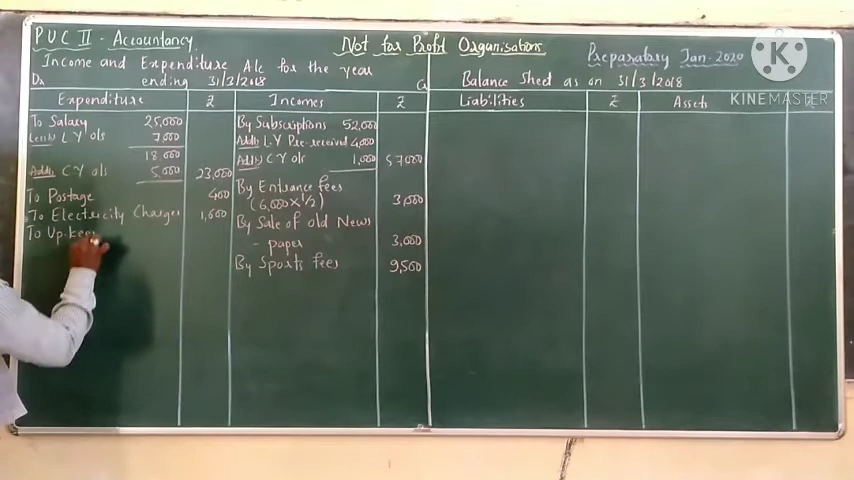 PUC II - Accountancy
Not for Profit Organisations
Preparatory Jan-2020
Income and Expenditure A/c for the year
Dr ending 31/3/2018 Cr
Balance Sheet as on 31/3/2018
Expenditure ₹ Incomes ₹ Liabilities ₹ Assets
KINEMASTER
To Salary 25,000
Less:) L Y o/s 7,000
18,000
Add:) C Y o/s 5,000 23,000
To Postage 400
To Electricity Charges 1,600
To Up-keep
By Subscriptions 52,000
Add:) L.Y Pre-received 4,000
Add:) C Y o/s 1,000 57,000
By Entrance fees
(6,000 x 1/2) 3,000
By Sale of old News
- paper 3,000
By Sports fees 9,500